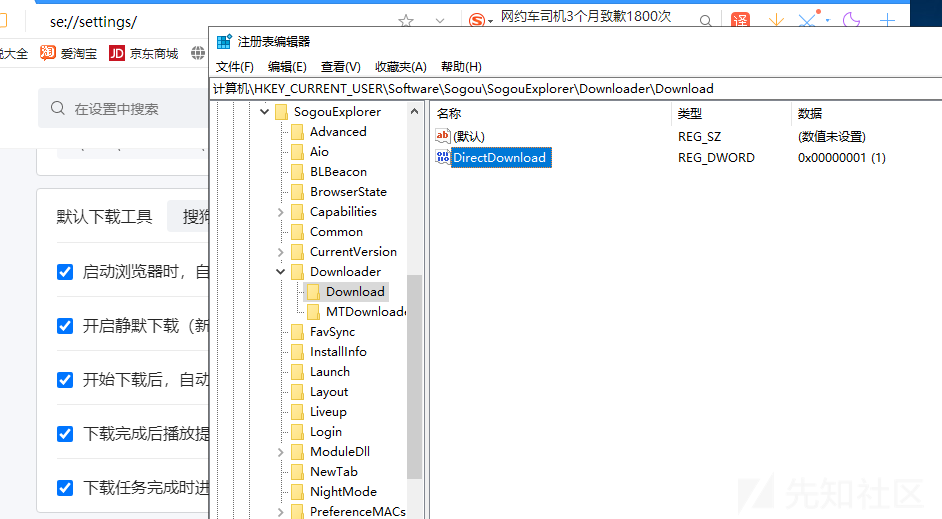 se://settings/
网约车司机3个月致歉1800次
译
说大全
淘
爱淘宝
JD
京东商城
在设置中搜索
默认下载工具
搜狗
启动浏览器时，自
开启静默下载（新
开始下载后，自动
下载完成后播放提
下载任务完成时进
注册表编辑器
文件(F) 编辑(E) 查看(V) 收藏夹(A) 帮助(H)
计算机\HKEY_CURRENT_USER\Software\Sogou\SogouExplorer\Downloader\Download
SogouExplorer
Advanced
Aio
BLBeacon
BrowserState
Capabilities
Common
CurrentVersion
Downloader
Download
MTDownloade
FavSync
InstallInfo
Launch
Layout
Liveup
Login
ModuleDll
NewTab
NightMode
PreferenceMACs
名称 类型 数据
(默认) REG_SZ (数值未设置)
DirectDownload REG_DWORD 0x00000001 (1)
先知社区